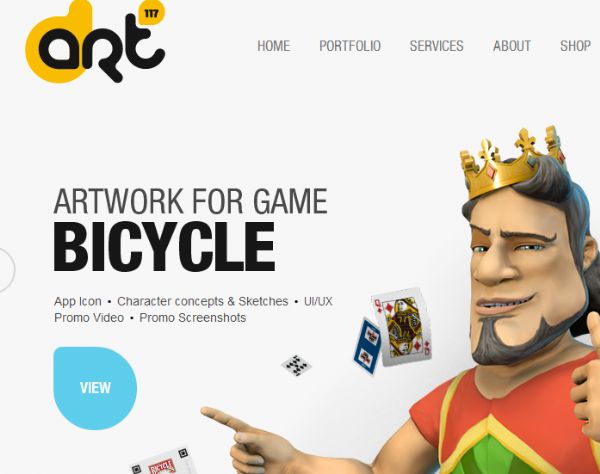 art
117
HOME PORTFOLIO SERVICES ABOUT SHOP
ARTWORK FOR GAME
BICYCLE
App Icon • Character concepts & Sketches • UI/UX
Promo Video • Promo Screenshots
Q
VIEW
BICYCLE